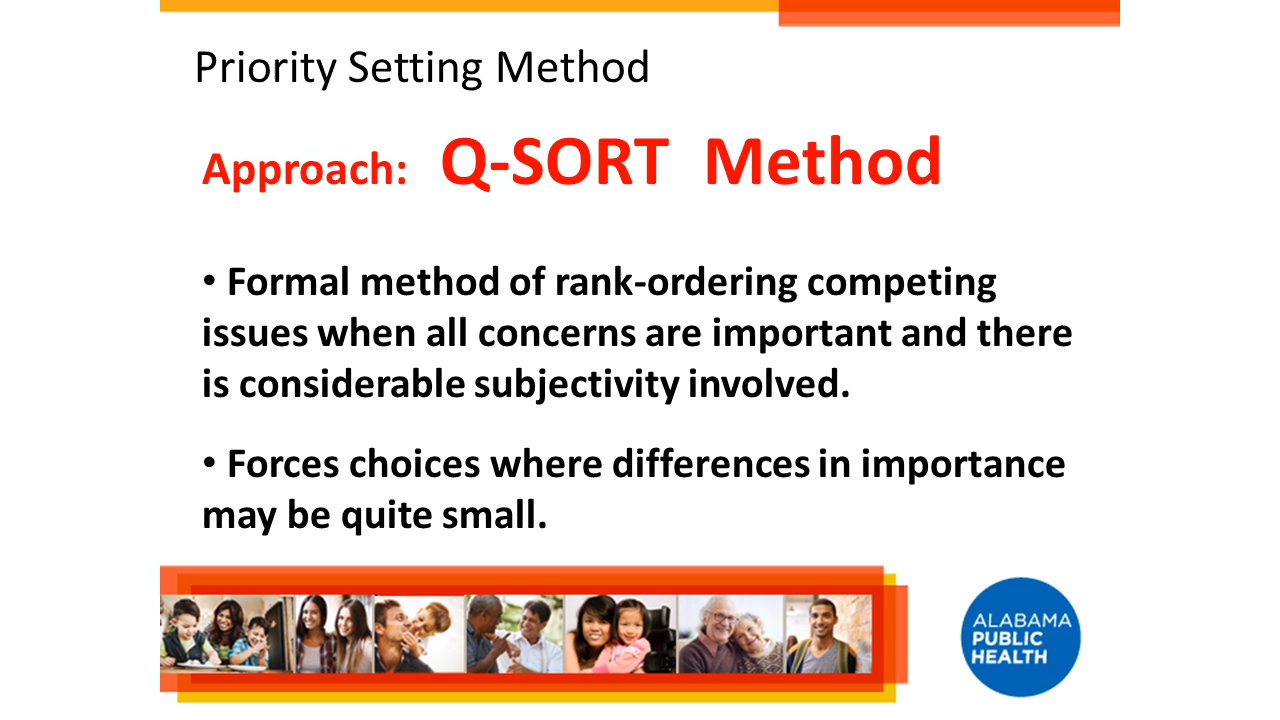 Priority Setting Method
Approach: Q-SORT Method
• Formal method of rank-ordering competing
issues when all concerns are important and there
is considerable subjectivity involved.
• Forces choices where differences in importance
may be quite small.
ALABAMA
PUBLIC
HEALTH